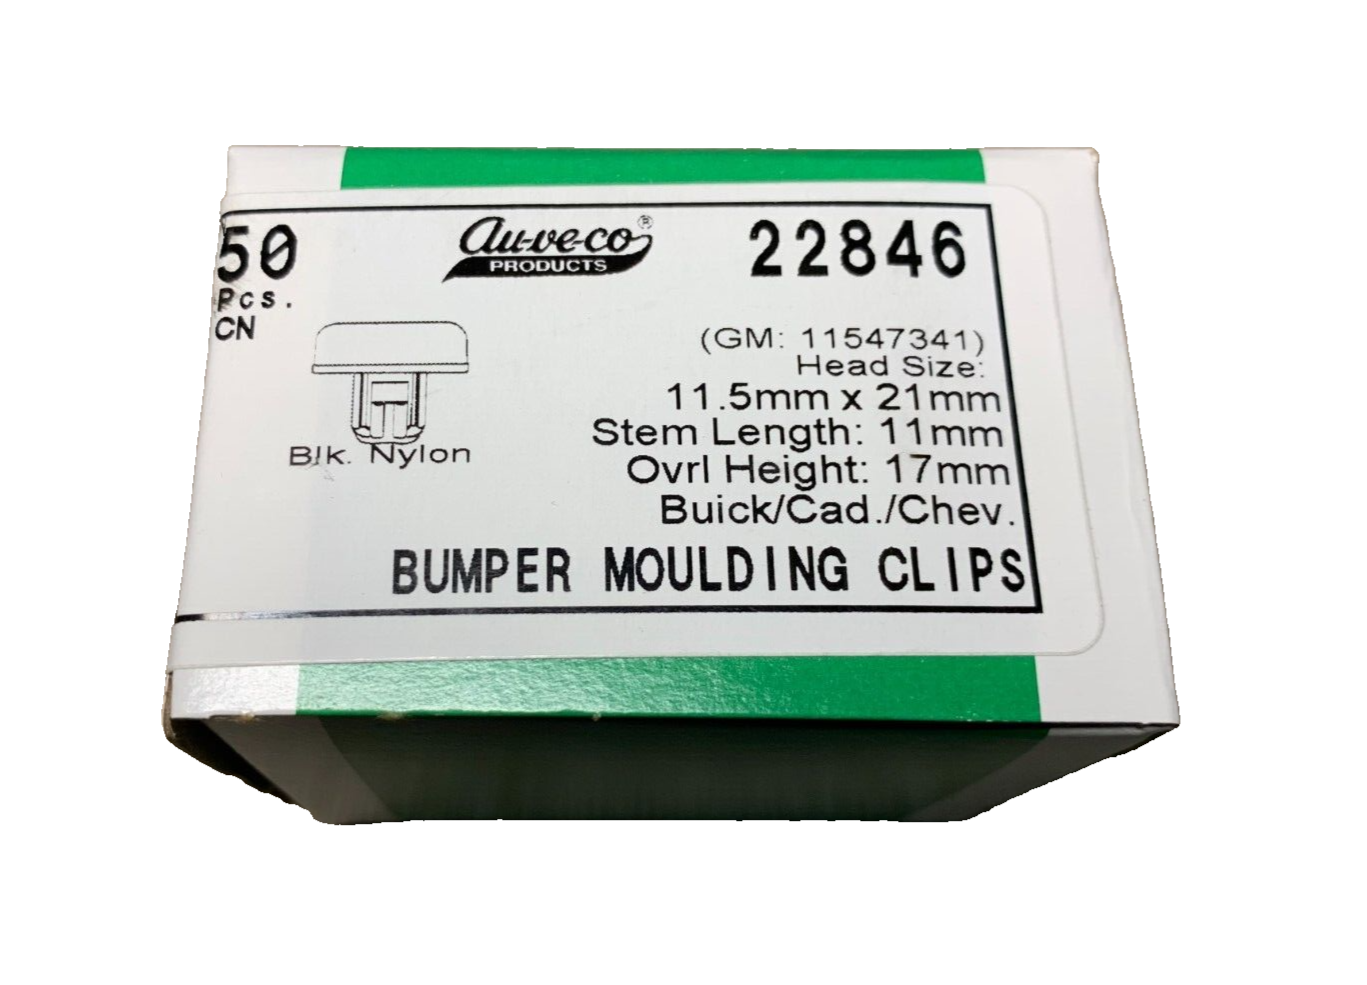 50
Pcs.
CN
Au-ve-co®
PRODUCTS
22846
(GM: 11547341)
Head Size:
11.5mm x 21mm
Stem Length: 11mm
Ovrl Height: 17mm
Buick/Cad./Chev.
Blk. Nylon
BUMPER MOULDING CLIPS